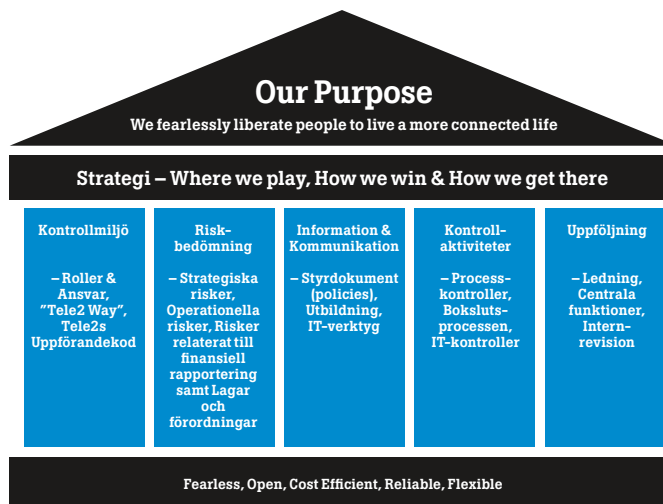 Our Purpose
We fearlessly liberate people to live a more connected life
Strategi – Where we play, How we win & How we get there
Kontrollmiljö
– Roller &
Ansvar,
”Tele2 Way”,
Tele2s
Uppförandekod
Risk-
bedömning
– Strategiska
risker,
Operationella
risker, Risker
relaterat till
finansiell
rapportering
samt Lagar
och
förordningar
Information &
Kommunikation
– Styrdokument
(policies),
Utbildning,
IT-verktyg
Kontroll-
aktiviteter
– Process-
kontroller,
Boksluts-
processen,
IT-kontroller
Uppföljning
– Ledning,
Centrala
funktioner,
Intern-
revision
Fearless, Open, Cost Efficient, Reliable, Flexible